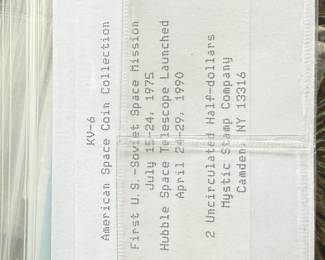 KV-6
American Space Coin Collection
First U.S.-Soviet Space Mission
July 15-24, 1975
Hubble Space Telescope Launched
April 24-29, 1990
2 Uncirculated Half-dollars
Mystic Stamp Company
Camden, NY 13316